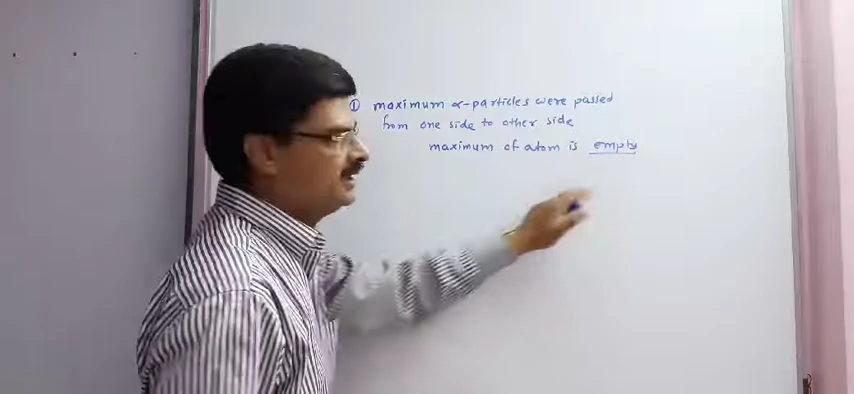 ① maximum α-particles were passed
from one side to other side
maximum of atom is empty